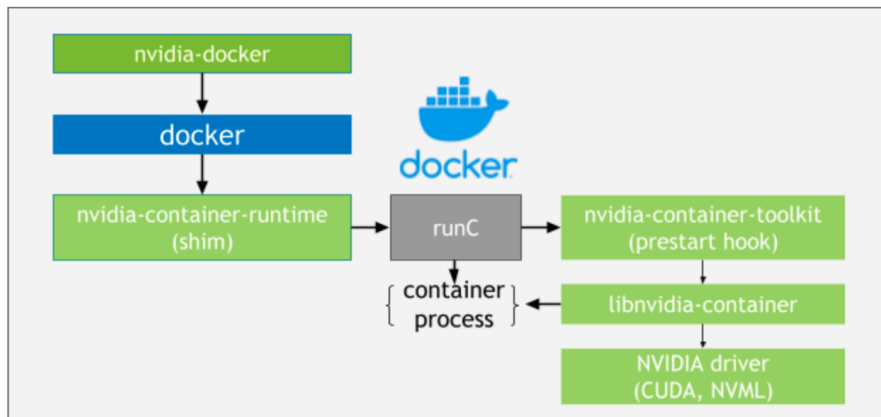 nvidia-docker
docker
docker
nvidia-container-runtime
(shim)
runC
nvidia-container-toolkit
(prestart hook)
container
process
libnvidia-container
NVIDIA driver
(CUDA, NVML)